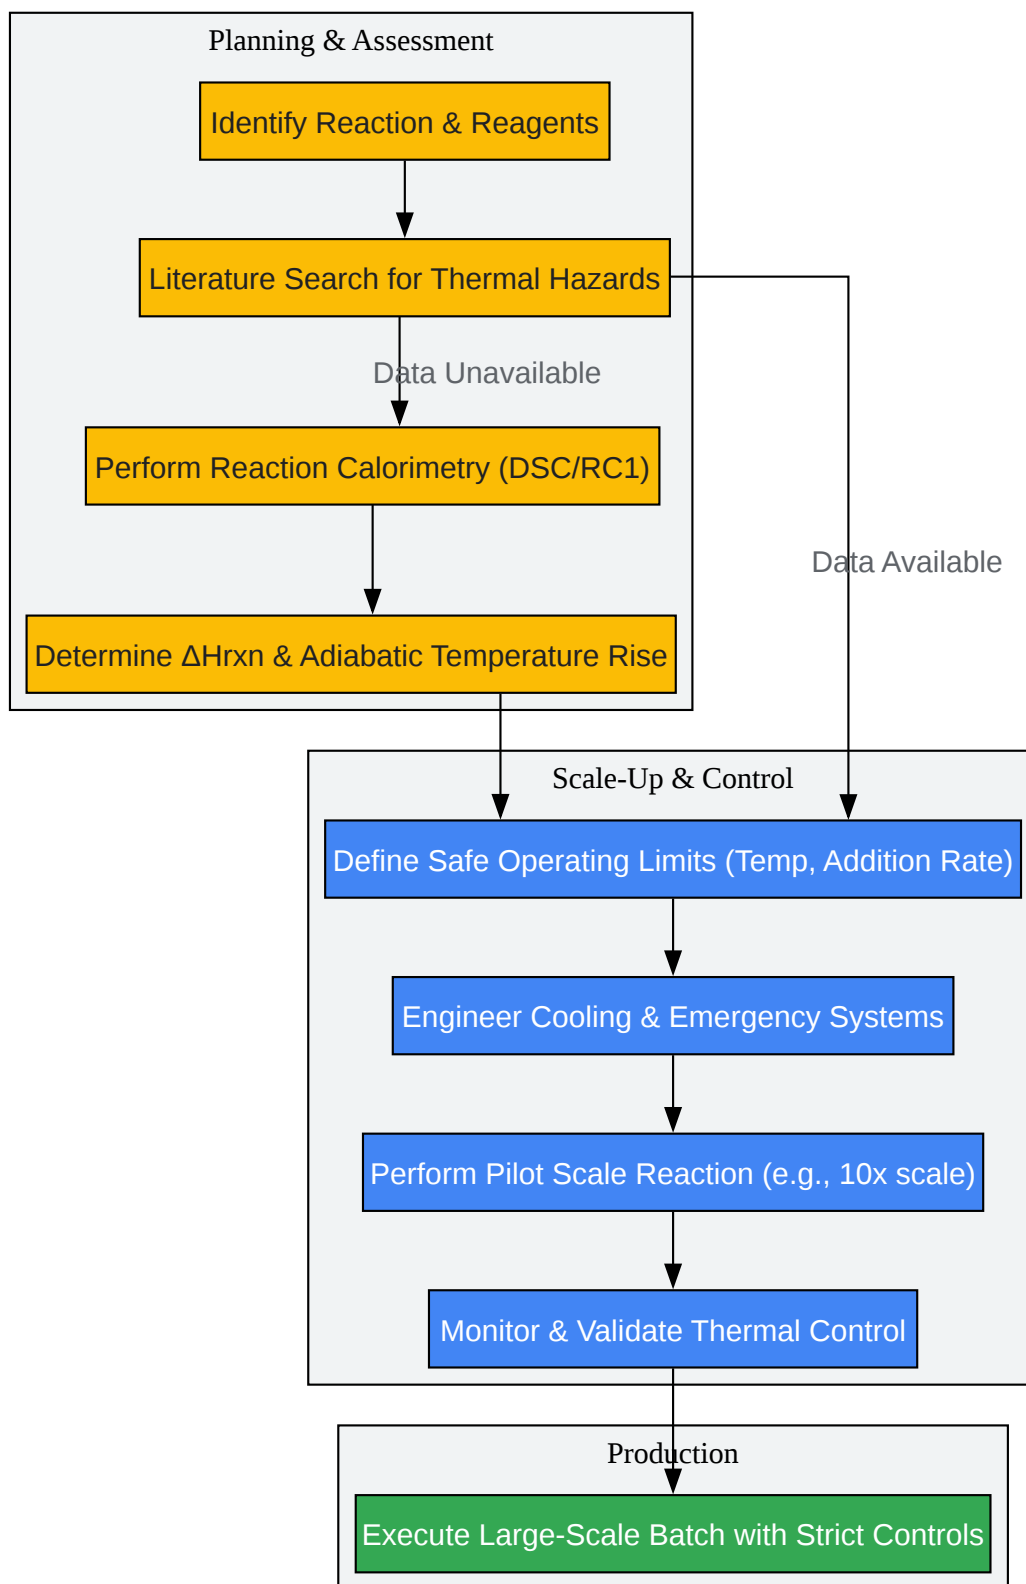 Planning & Assessment
Identify Reaction & Reagents
Literature Search for Thermal Hazards
Data Unavailable
Perform Reaction Calorimetry (DSC/RC1)
Data Available
Determine ΔHrxn & Adiabatic Temperature Rise
Scale-Up & Control
Define Safe Operating Limits (Temp, Addition Rate)
Engineer Cooling & Emergency Systems
Perform Pilot Scale Reaction (e.g., 10x scale)
Monitor & Validate Thermal Control
Production
Execute Large-Scale Batch with Strict Controls